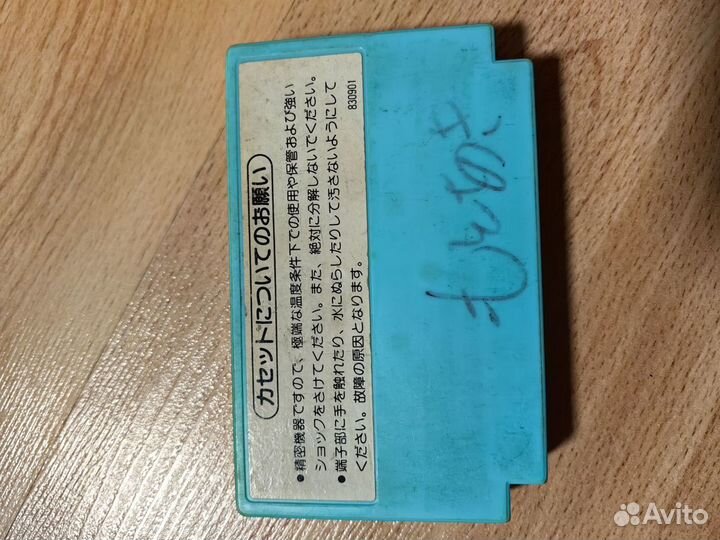 カセットについてのお願い
●精密機器ですので、極端な温度条件下での使用や保管および強い
ショックをさけてください。また、絶対に分解しないでください。
●端子部に手を触れたり、水にぬらしたりして汚さないようにして
ください。故障の原因となります。
830901
Avito